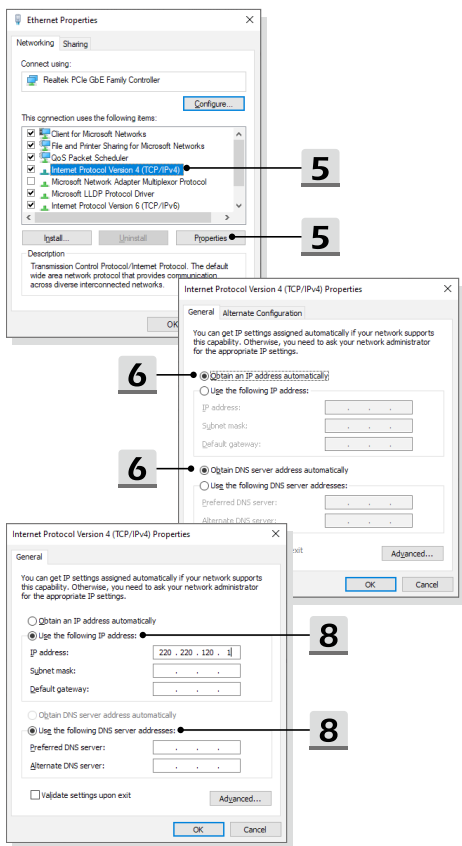 Ethernet Properties
Networking Sharing
Connect using:
Realtek PCIe GbE Family Controller
Configure...
This connection uses the following items:
Client for Microsoft Networks
File and Printer Sharing for Microsoft Networks
QoS Packet Scheduler
Internet Protocol Version 4 (TCP/IPv4)
5
Microsoft Network Adapter Multiplexor Protocol
Microsoft LLDP Protocol Driver
Internet Protocol Version 6 (TCP/IPv6)
Install... Uninstall Properties
5
Description
Transmission Control Protocol/Internet Protocol. The default
wide area network protocol that provides communication
across diverse interconnected networks.
OK
Internet Protocol Version 4 (TCP/IPv4) Properties
General Alternate Configuration
You can get IP settings assigned automatically if your network supports
this capability. Otherwise, you need to ask your network administrator
for the appropriate IP settings.
6
Obtain an IP address automatically
Use the following IP address:
IP address: . . .
Subnet mask: . . .
Default gateway: . . .
6
Obtain DNS server address automatically
Use the following DNS server addresses:
Preferred DNS server: . . .
Alternate DNS server: . . .
exit
Advanced...
OK Cancel
Internet Protocol Version 4 (TCP/IPv4) Properties
General
You can get IP settings assigned automatically if your network supports
this capability. Otherwise, you need to ask your network administrator
for the appropriate IP settings.
Obtain an IP address automatically
Use the following IP address:
8
IP address: 220 . 220 . 120 . 1
Subnet mask: . . .
Default gateway: . . .
Obtain DNS server address automatically
Use the following DNS server addresses:
8
Preferred DNS server: . . .
Alternate DNS server: . . .
Validate settings upon exit
Advanced...
OK Cancel